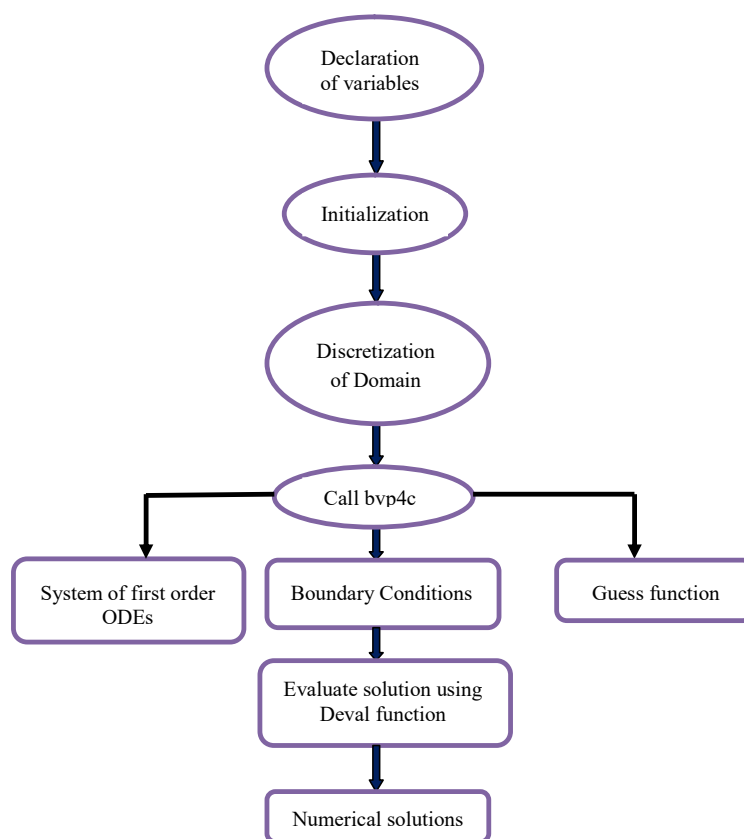 Declaration
of variables
Initialization
Discretization
of Domain
Call bvp4c
System of first order
ODEs
Boundary Conditions
Guess function
Evaluate solution using
Deval function
Numerical solutions